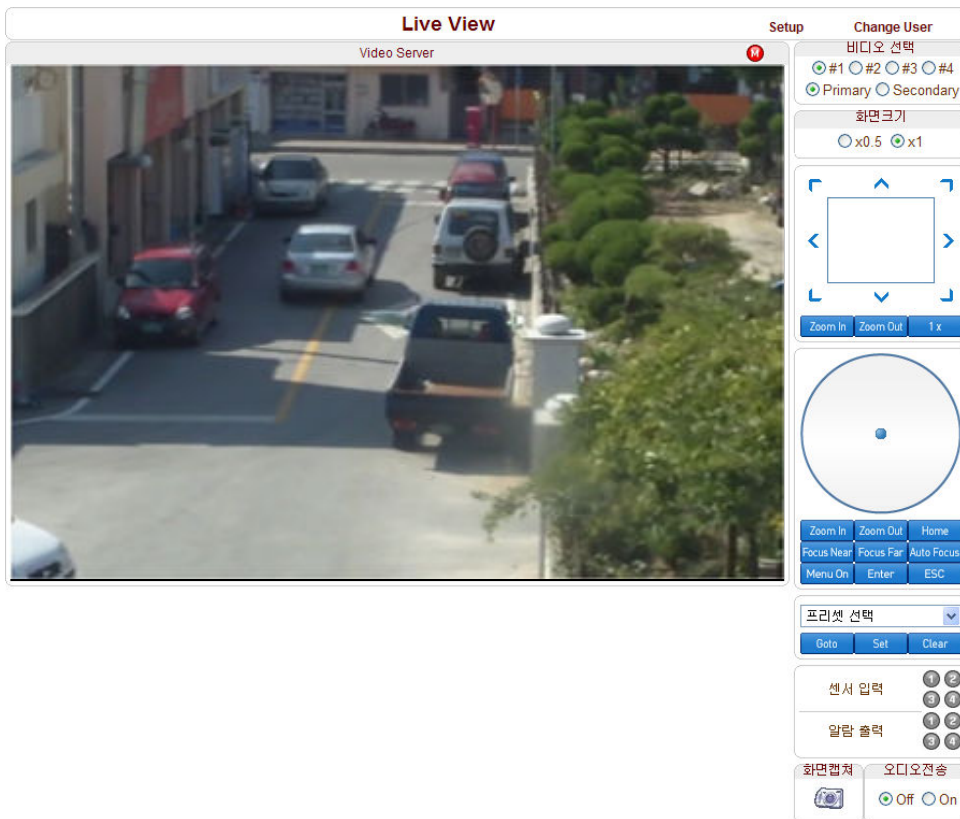 Live View
Setup
Change User
Video Server
M
비디오 선택
#1 #2 #3 #4
Primary Secondary
화면크기
x0.5 x1
Zoom In Zoom Out 1 x
Zoom In Zoom Out Home
Focus Near Focus Far Auto Focus
Menu On Enter ESC
프리셋 선택
Goto Set Clear
센서 입력
1 2
3 4
알람 출력
1 2
3 4
화면캡쳐
오디오전송
Off On